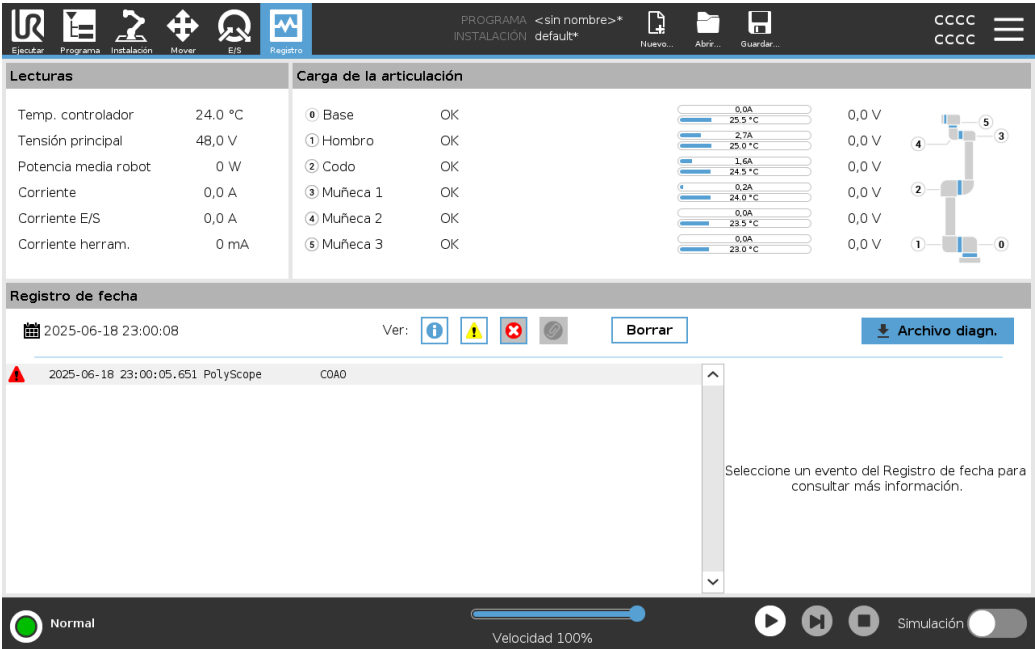 UR
Ejecutar Programa Instalación Mover E/S Registro
PROGRAMA <sin nombre>*
INSTALACIÓN default*
Nuevo... Abrir... Guardar...
CCCC
CCCC
Lecturas
Temp. controlador 24.0 °C
Tensión principal 48,0 V
Potencia media robot 0 W
Corriente 0,0 A
Corriente E/S 0,0 A
Corriente herram. 0 mA
Carga de la articulación
0 Base OK 0,0A 25.5 °C 0,0 V
1 Hombro OK 2,7A 25.0 °C 0,0 V
2 Codo OK 1,6A 24.5 °C 0,0 V
3 Muñeca 1 OK 0,2A 24.0 °C 0,0 V
4 Muñeca 2 OK 0,0A 23.5 °C 0,0 V
5 Muñeca 3 OK 0,0A 23.0 °C 0,0 V
5
3
4
2
1 0
Registro de fecha
2025-06-18 23:00:08 Ver: Borrar Archivo diagn.
2025-06-18 23:00:05.651 PolyScope C0A0
Seleccione un evento del Registro de fecha para
consultar más información.
Normal
Velocidad 100%
Simulación